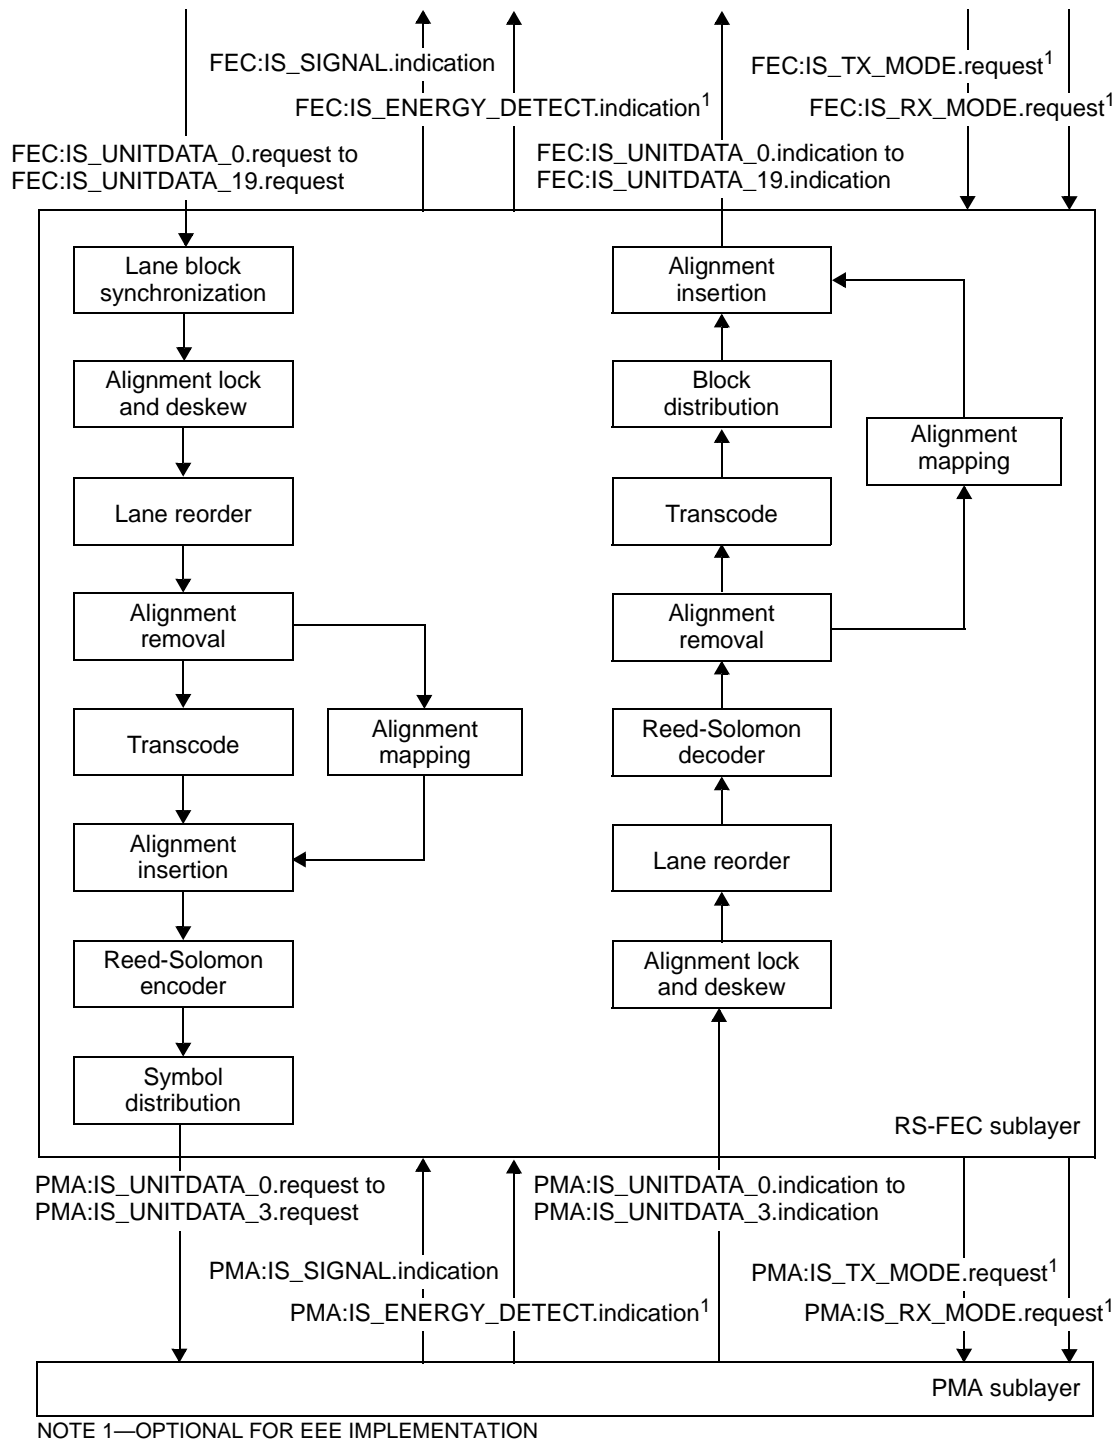 FEC:IS_SIGNAL.indication
FEC:IS_TX_MODE.request1
FEC:IS_ENERGY_DETECT.indication1
FEC:IS_RX_MODE.request1
FEC:IS_UNITDATA_0.request to
FEC:IS_UNITDATA_19.request
FEC:IS_UNITDATA_0.indication to
FEC:IS_UNITDATA_19.indication
Lane block
synchronization
Alignment lock
and deskew
Lane reorder
Alignment
removal
Transcode
Alignment
mapping
Alignment
insertion
Reed-Solomon
encoder
Symbol
distribution
Alignment
insertion
Block
distribution
Alignment
mapping
Transcode
Alignment
removal
Reed-Solomon
decoder
Lane reorder
Alignment lock
and deskew
RS-FEC sublayer
PMA:IS_UNITDATA_0.request to
PMA:IS_UNITDATA_3.request
PMA:IS_UNITDATA_0.indication to
PMA:IS_UNITDATA_3.indication
PMA:IS_SIGNAL.indication
PMA:IS_TX_MODE.request1
PMA:IS_ENERGY_DETECT.indication1
PMA:IS_RX_MODE.request1
PMA sublayer
NOTE 1—OPTIONAL FOR EEE IMPLEMENTATION